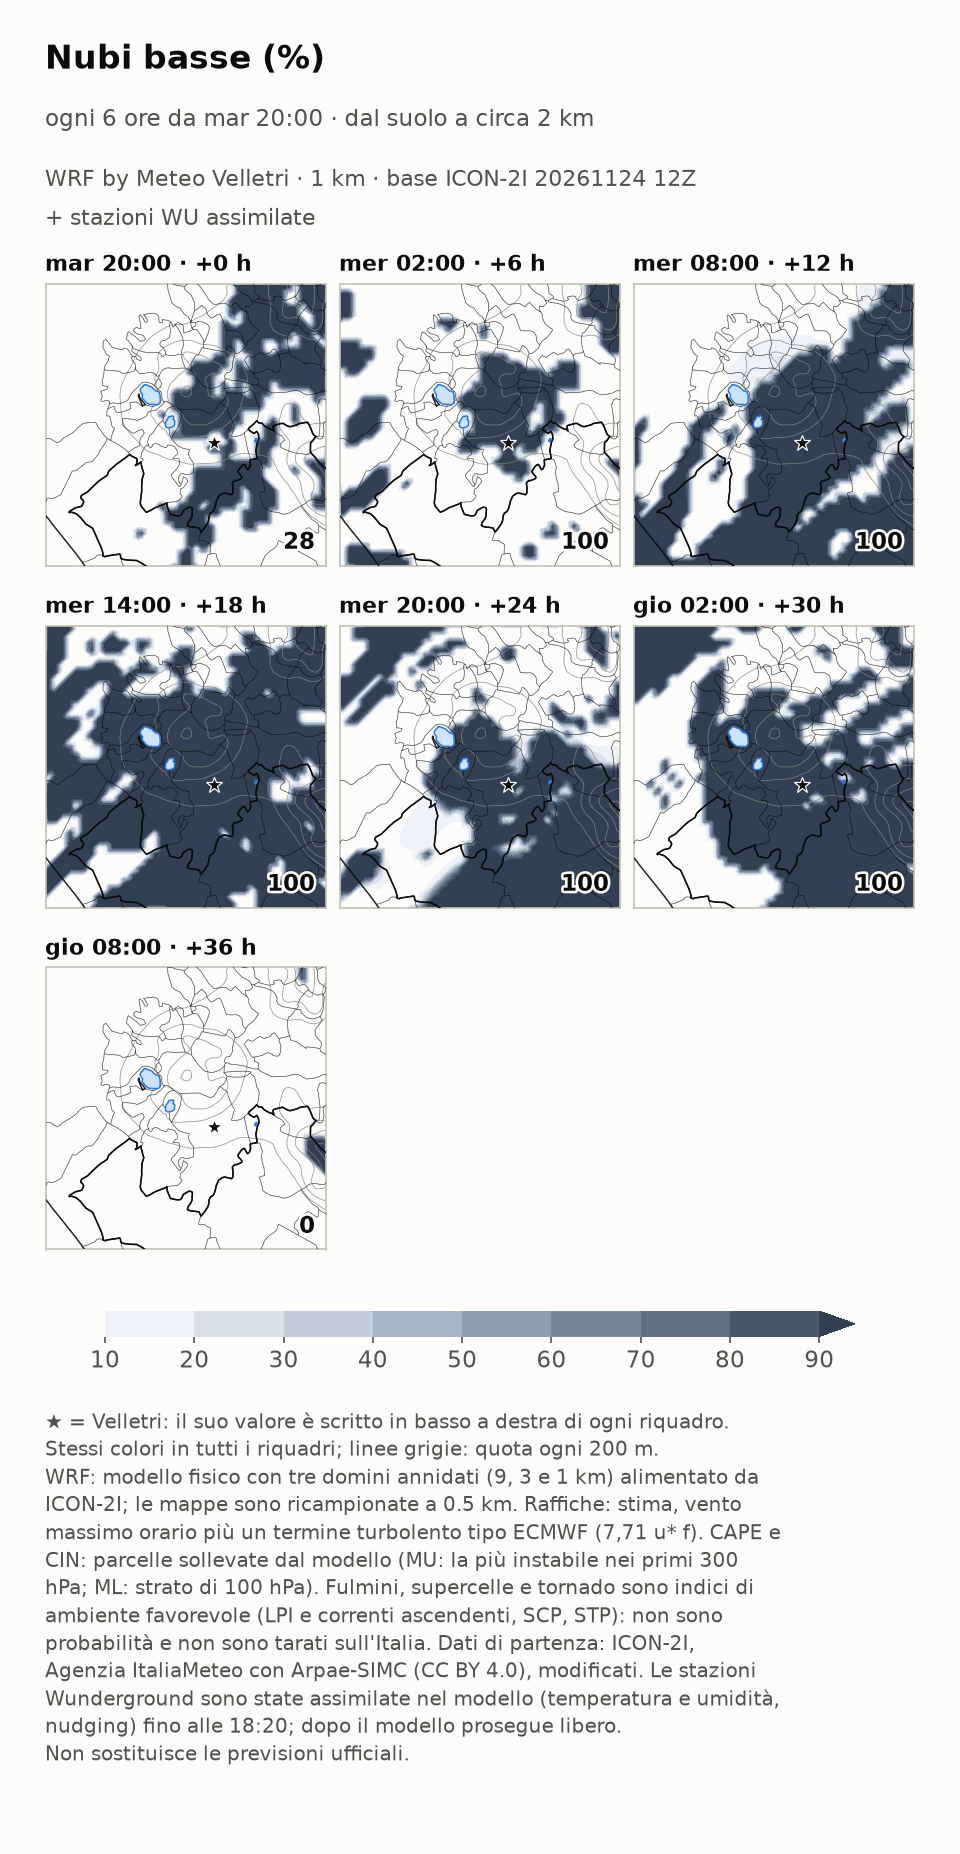 Nubi basse (%)
ogni 6 ore da mar 20:00 · dal suolo a circa 2 km
WRF by Meteo Velletri · 1 km · base ICON-2I 20261124 12Z
+ stazioni WU assimilate
mar 20:00 · +0 h
mer 02:00 · +6 h
mer 08:00 · +12 h
28
100
100
mer 14:00 · +18 h
mer 20:00 · +24 h
gio 02:00 · +30 h
100
100
100
gio 08:00 · +36 h
0
10 20 30 40 50 60 70 80 90
★ = Velletri: il suo valore è scritto in basso a destra di ogni riquadro.
Stessi colori in tutti i riquadri; linee grigie: quota ogni 200 m.
WRF: modello fisico con tre domini annidati (9, 3 e 1 km) alimentato da
ICON-2I; le mappe sono ricampionate a 0.5 km. Raffiche: stima, vento
massimo orario più un termine turbolento tipo ECMWF (7,71 u* f). CAPE e
CIN: parcelle sollevate dal modello (MU: la più instabile nei primi 300
hPa; ML: strato di 100 hPa). Fulmini, supercelle e tornado sono indici di
ambiente favorevole (LPI e correnti ascendenti, SCP, STP): non sono
probabilità e non sono tarati sull'Italia. Dati di partenza: ICON-2I,
Agenzia ItaliaMeteo con Arpae-SIMC (CC BY 4.0), modificati. Le stazioni
Wunderground sono state assimilate nel modello (temperatura e umidità,
nudging) fino alle 18:20; dopo il modello prosegue libero.
Non sostituisce le previsioni ufficiali.